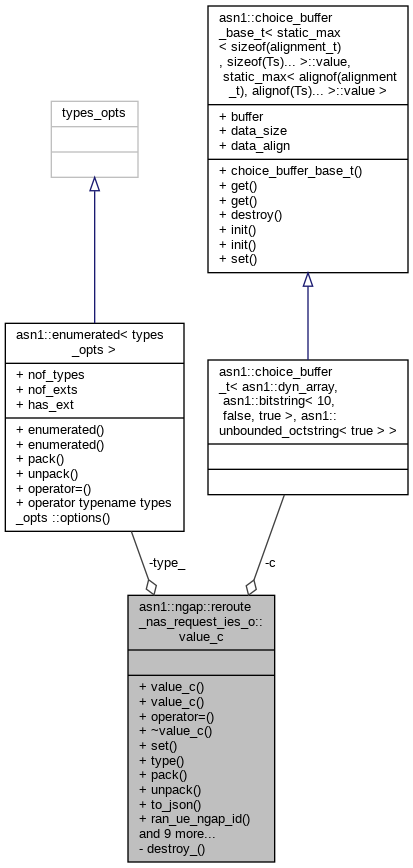 asn1::choice_buffer
_base_t< static_max
< sizeof(alignment_t)
, sizeof(Ts)... >::value,
static_max< alignof(alignment
_t), alignof(Ts)... >::value >
+ buffer
+ data_size
+ data_align
+ choice_buffer_base_t()
+ get()
+ get()
+ destroy()
+ init()
+ init()
+ set()
types_opts
asn1::enumerated< types
_opts >
+ nof_types
+ nof_exts
+ has_ext
+ enumerated()
+ enumerated()
+ pack()
+ unpack()
+ operator=()
+ operator typename types
_opts ::options()
asn1::choice_buffer
_t< asn1::dyn_array,
asn1::bitstring< 10,
false, true >, asn1::
unbounded_octstring< true > >
-type_
-c
asn1::ngap::reroute
_nas_request_ies_o::
value_c
+ value_c()
+ value_c()
+ operator=()
+ ~value_c()
+ set()
+ type()
+ pack()
+ unpack()
+ to_json()
+ ran_ue_ngap_id()
and 9 more...
- destroy_()